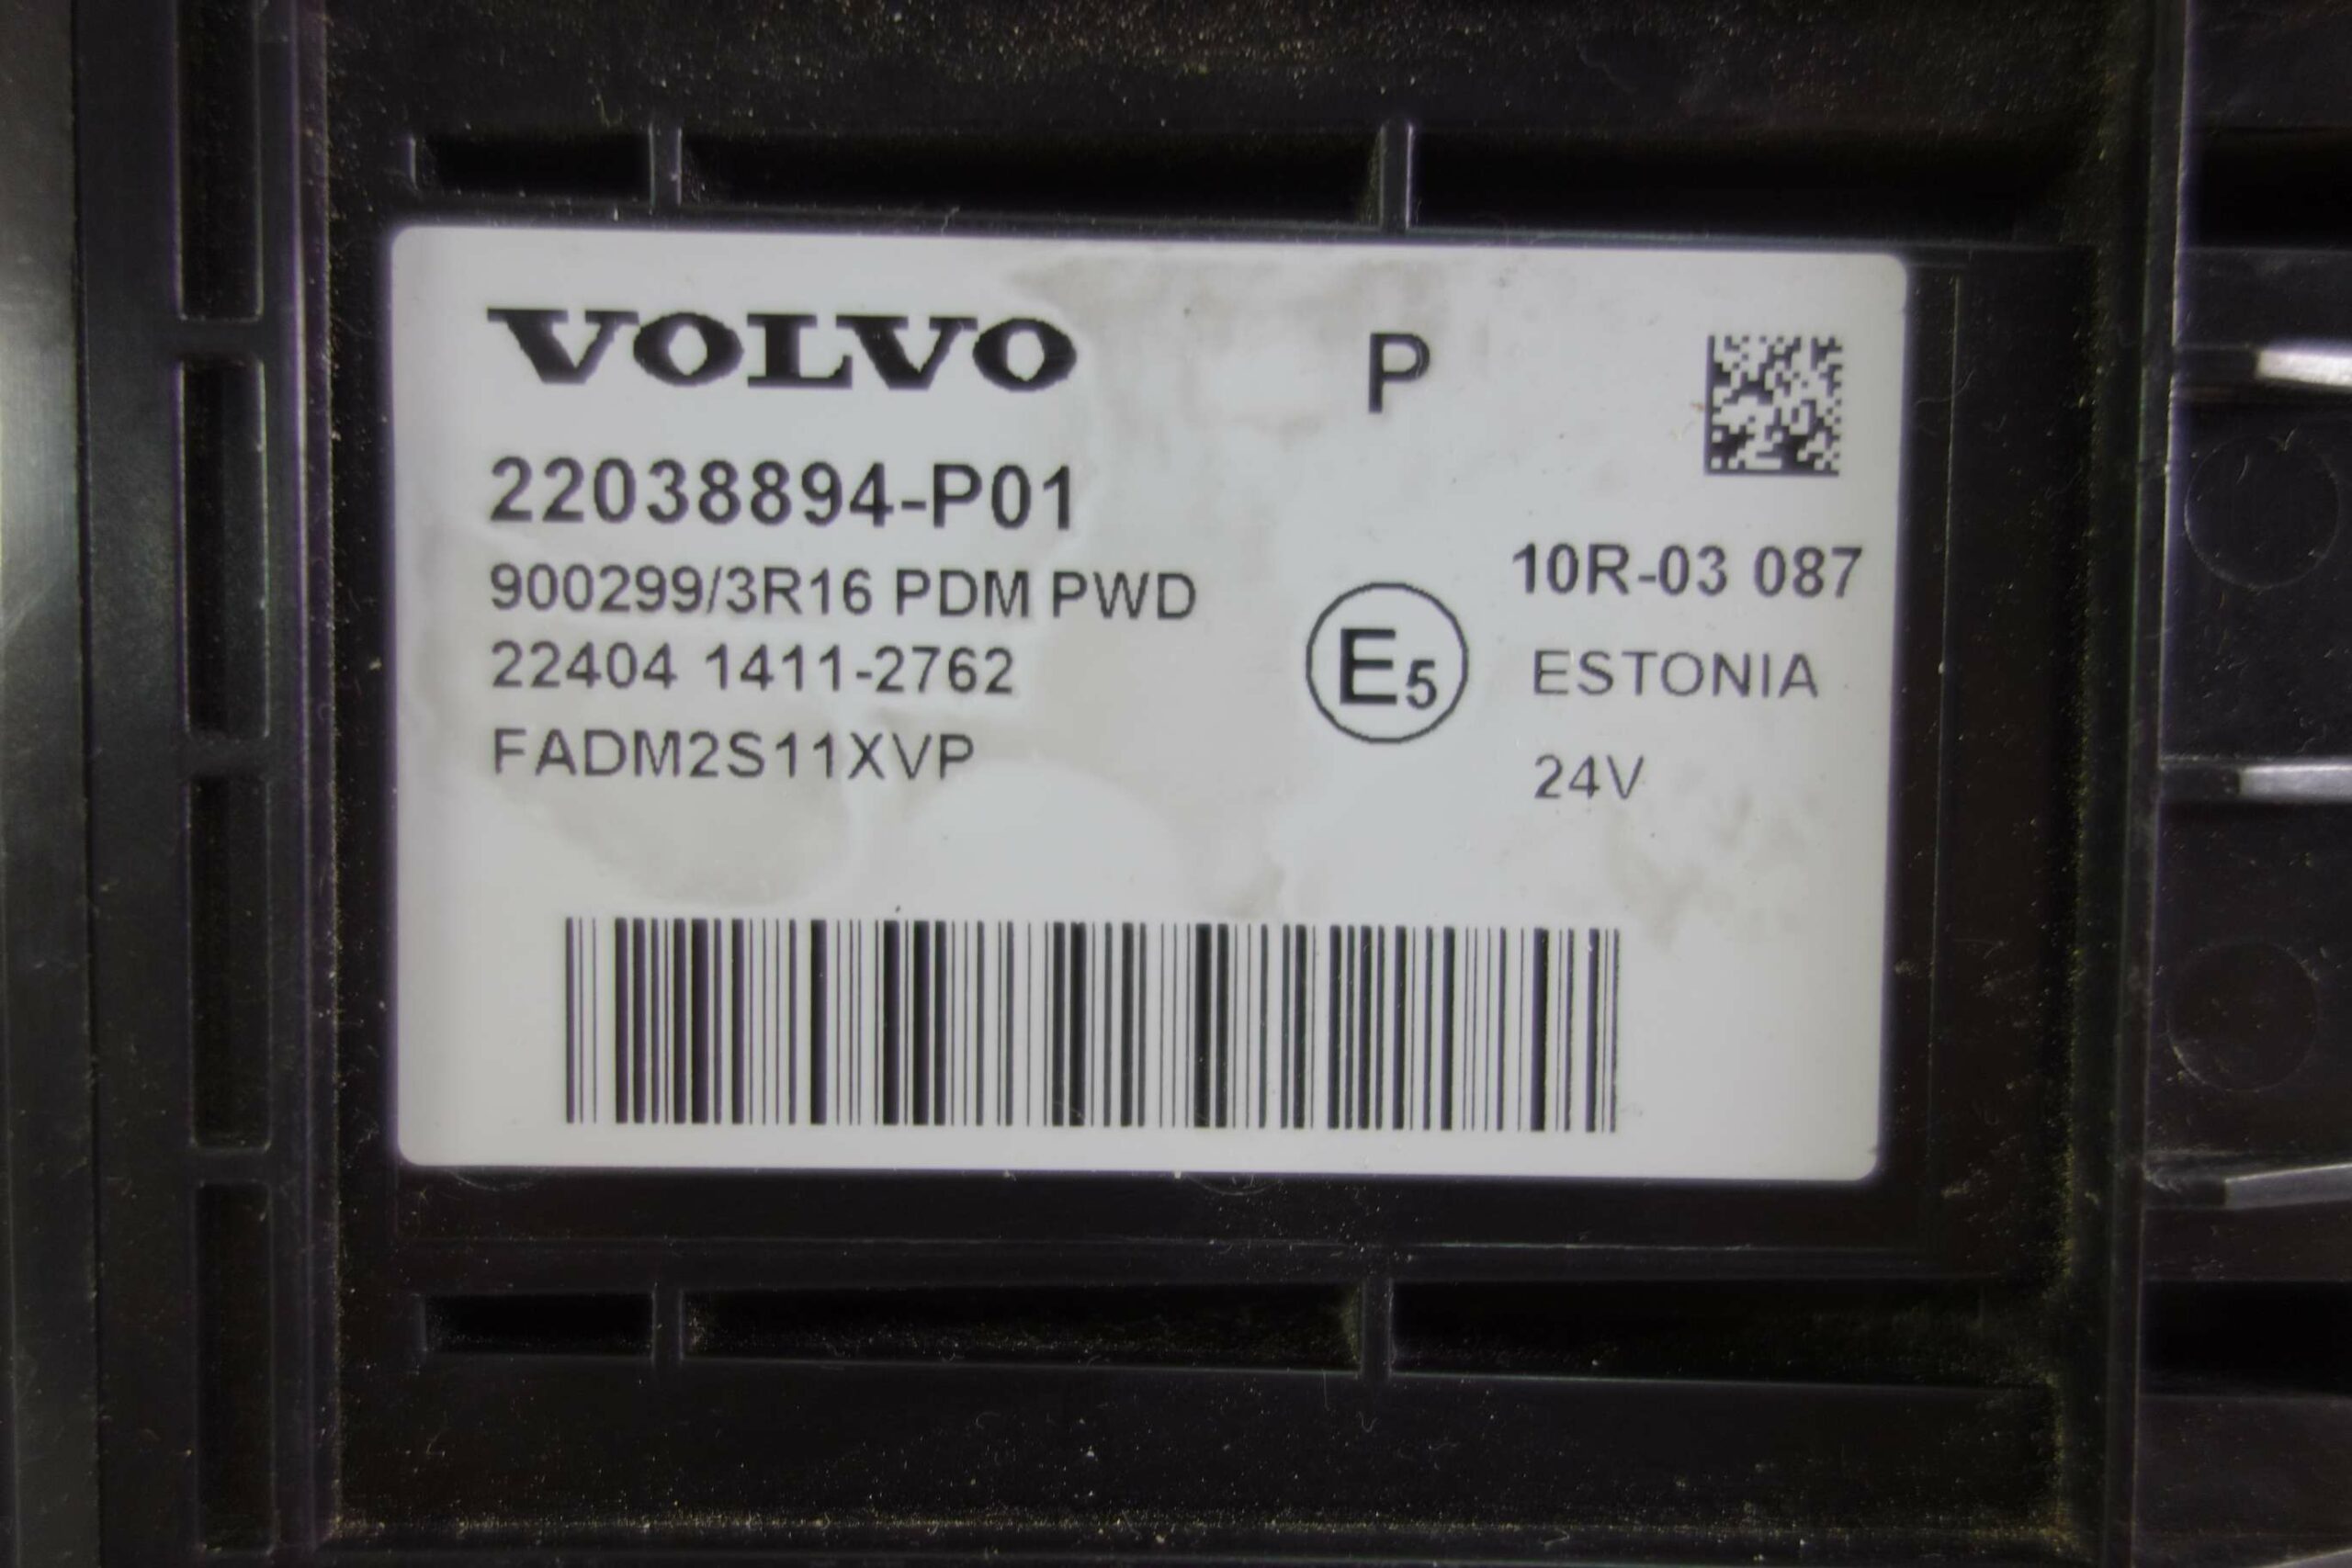 VOLVO
P
22038894-P01
900299/3R16 PDM PWD
10R-03 087
22404 1411-2762
E5
ESTONIA
FADM2S11XVP
24V